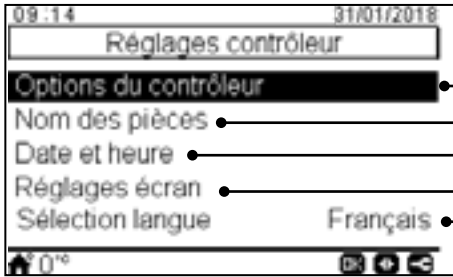 09:14 31/01/2018
Réglages contrôleur
Options du contrôleur
Nom des pièces
Date et heure
Réglages écran
Sélection langue Français
0°c
OK